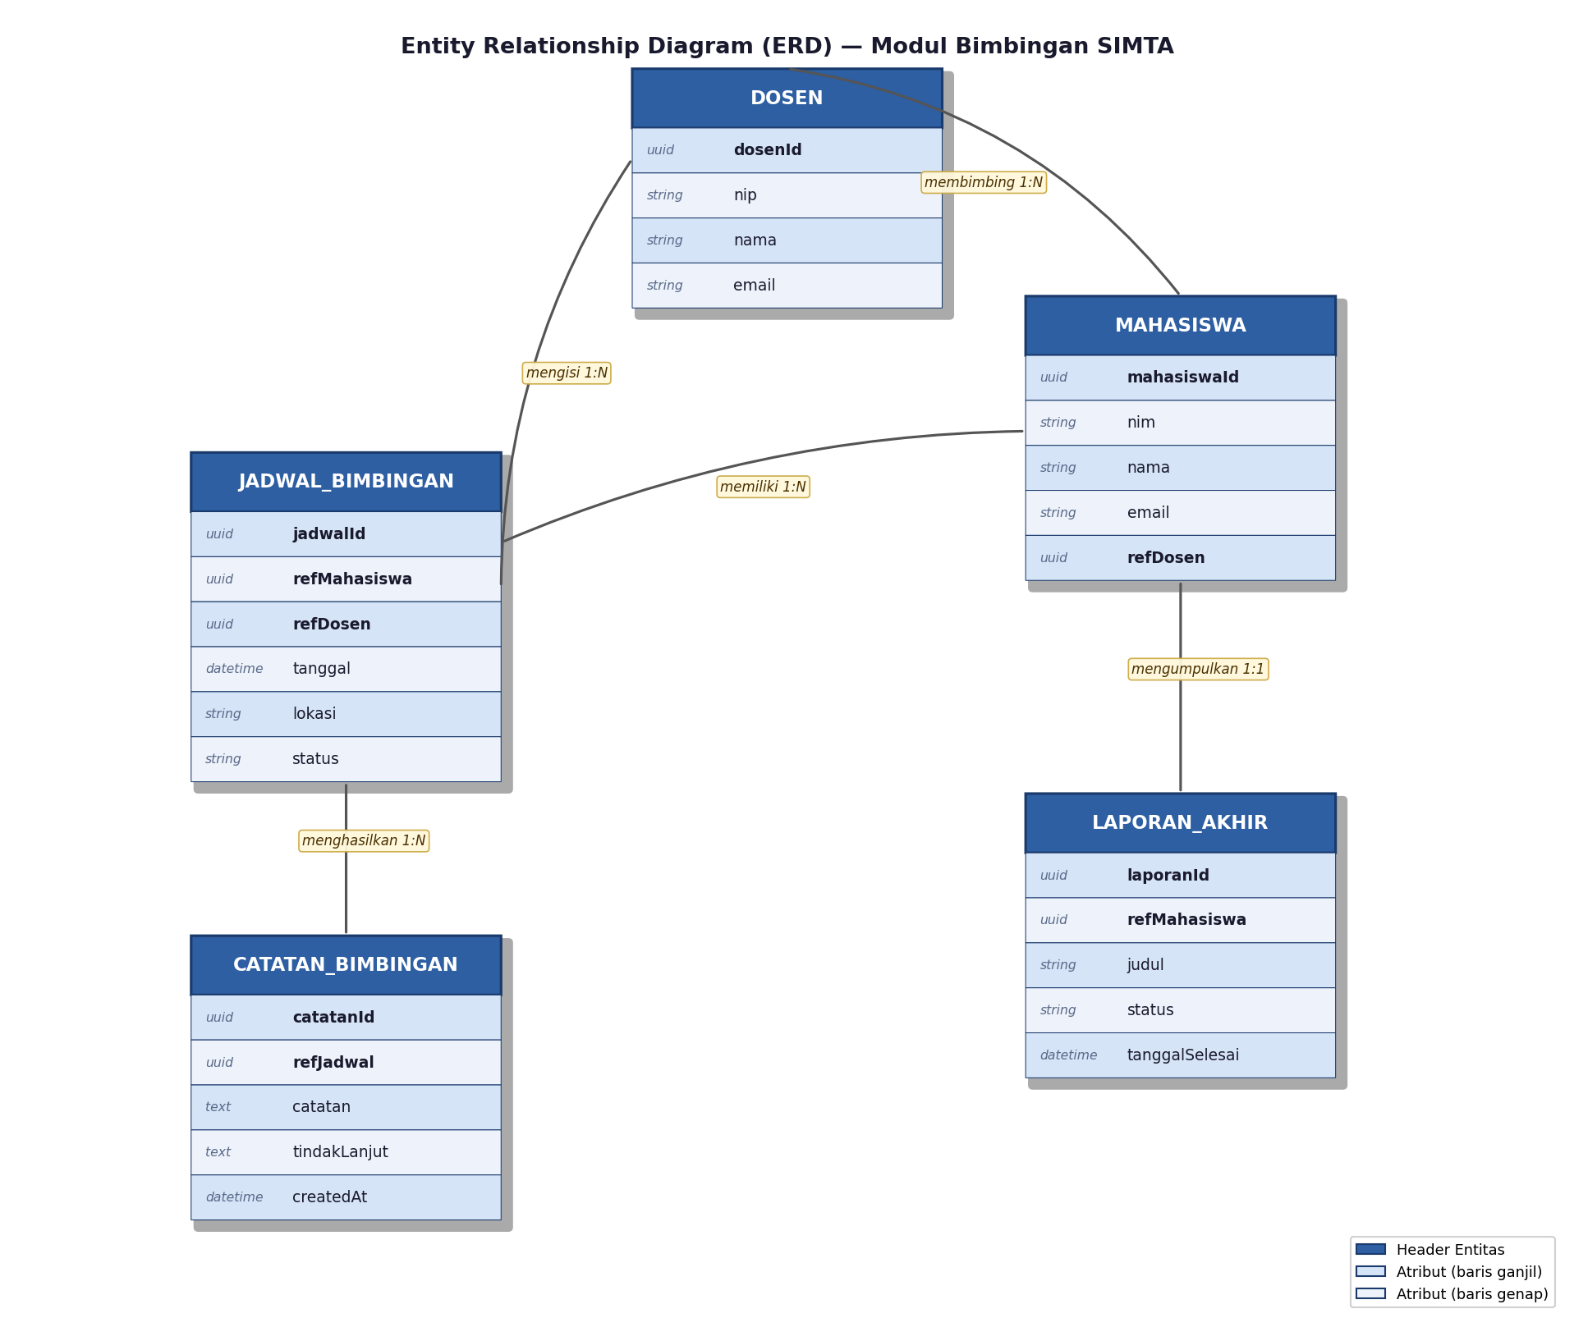 Entity Relationship Diagram (ERD) — Modul Bimbingan SIMTA
DOSEN
uuid dosenId
string nip
string nama
string email
membimbing 1:N
mengisi 1:N
MAHASISWA
uuid mahasiswaId
string nim
string nama
string email
uuid refDosen
memiliki 1:N
JADWAL_BIMBINGAN
uuid jadwalId
uuid refMahasiswa
uuid refDosen
datetime tanggal
string lokasi
string status
mengumpulkan 1:1
menghasilkan 1:N
LAPORAN_AKHIR
uuid laporanId
uuid refMahasiswa
string judul
string status
datetime tanggalSelesai
CATATAN_BIMBINGAN
uuid catatanId
uuid refJadwal
text catatan
text tindakLanjut
datetime createdAt
Header Entitas
Atribut (baris ganjil)
Atribut (baris genap)